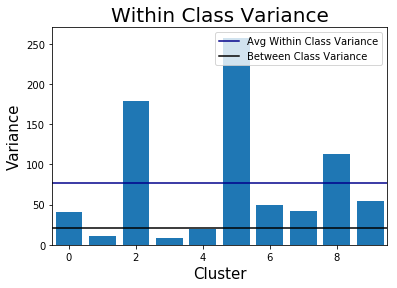 Within Class Variance
Avg Within Class Variance
Between Class Variance
Variance
250
200
150
100
50
0
0 2 4 6 8
Cluster